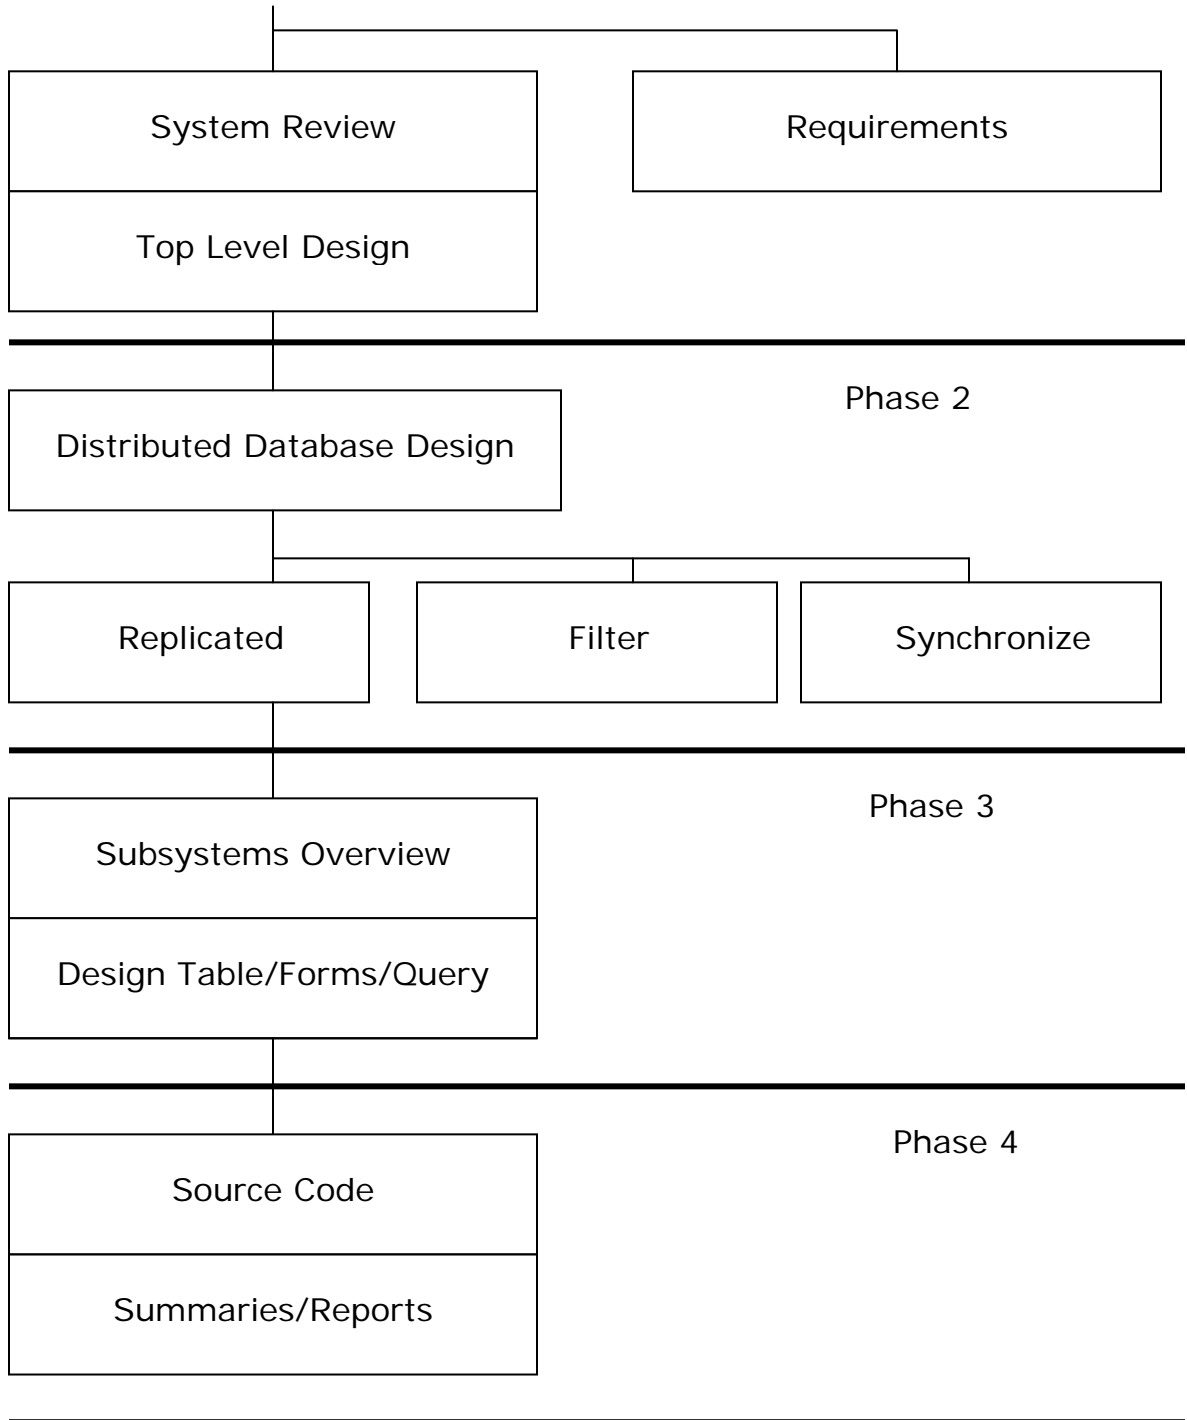 System Review
Requirements
Top Level Design
Phase 2
Distributed Database Design
Replicated
Filter
Synchronize
Phase 3
Subsystems Overview
Design Table/Forms/Query
Phase 4
Source Code
Summaries/Reports